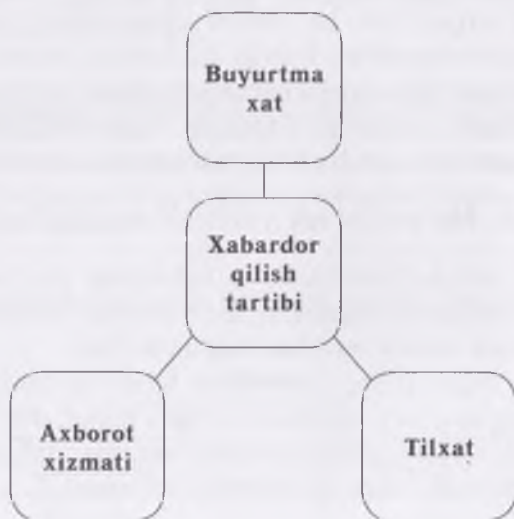 Buyurtma
xat
Xabardor
qilish
tartibi
Axborot
xizmati
Tilxat